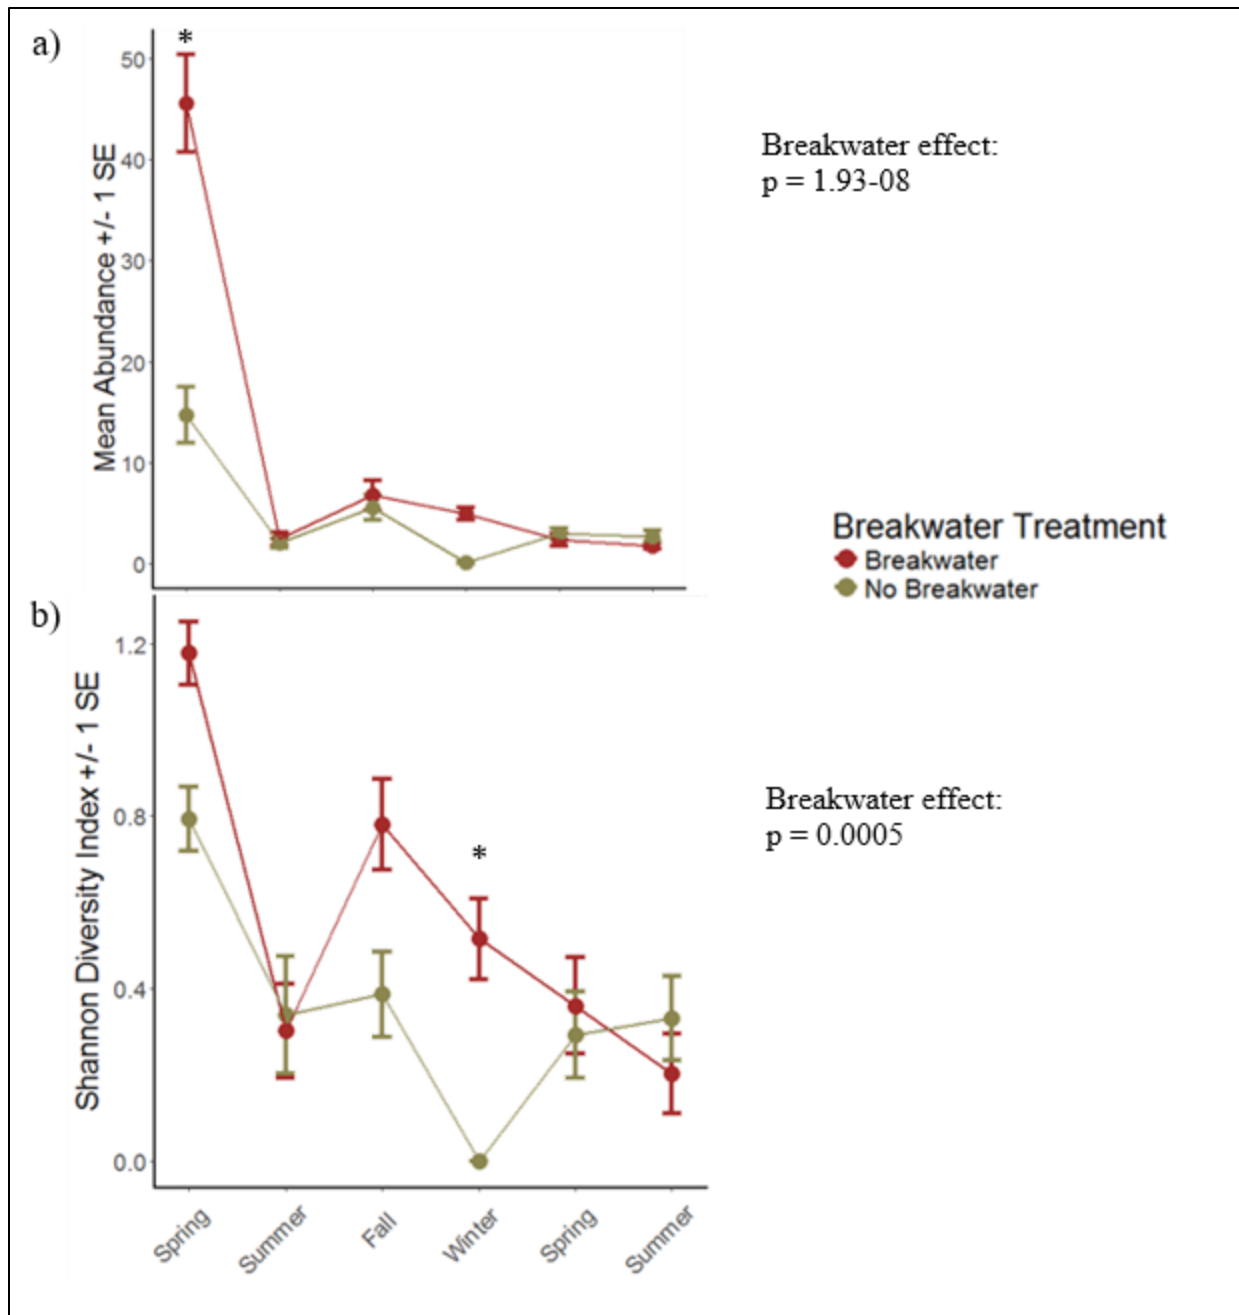 a)
*
50
40
30
20
10
0
Mean Abundance +/- 1 SE
Breakwater effect:
p = 1.93-08
Breakwater Treatment
Breakwater
No Breakwater
b)
1.2
0.8
0.4
0.0
Shannon Diversity Index +/- 1 SE
*
Breakwater effect:
p = 0.0005
Spring
Summer
Fall
Winter
Spring
Summer